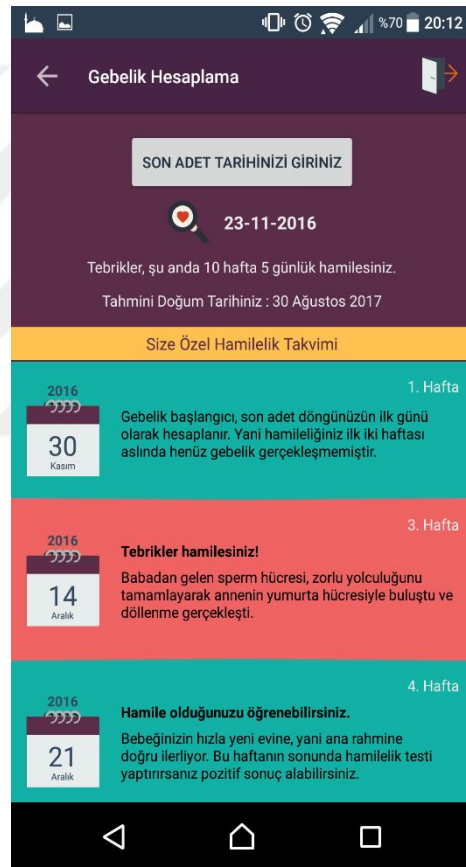 %70 20:12
Gebelik Hesaplama
SON ADET TARİHİNİZİ GİRİNİZ
23-11-2016
Tebrikler, şu anda 10 hafta 5 günlük hamilesiniz.
Tahmini Doğum Tarihiniz : 30 Ağustos 2017
Size Özel Hamilelik Takvimi
1. Hafta
2016
30
Kasım
Gebelik başlangıcı, son adet döngünüzün ilk günü
olarak hesaplanır. Yani hamileliğiniz ilk iki haftası
aslında henüz gebelik gerçekleşmemiştir.
3. Hafta
2016
14
Aralık
Tebrikler hamilesiniz!
Babadan gelen sperm hücresi, zorlu yolculuğunu
tamamlayarak annenin yumurta hücresiyle buluştu ve
döllenme gerçekleşti.
4. Hafta
2016
21
Aralık
Hamile olduğunuzu öğrenebilirsiniz.
Bebeğinizin hızla yeni evine, yani ana rahmine
doğru ilerliyor. Bu haftanın sonunda hamilelik testi
yaptırırsanız pozitif sonuç alabilirsiniz.